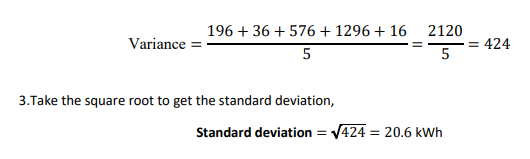 Variance = (196 + 36 + 576 + 1296 + 16)/5 = 2120/5 = 424
3.Take the square root to get the standard deviation,
Standard deviation = √424 = 20.6 kWh